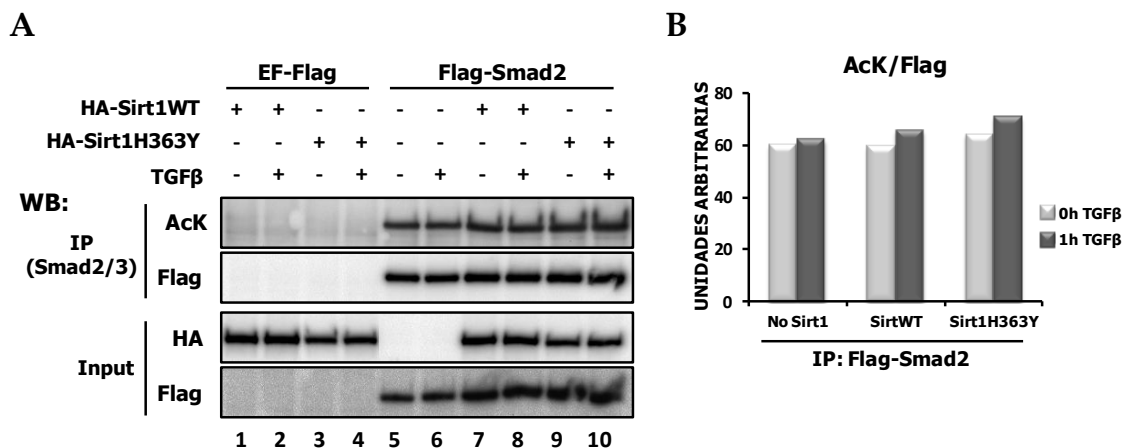 A
EF-Flag Flag-Smad2
HA-Sirt1WT + + - - - - + + - -
HA-Sirt1H363Y - - + + - - - - + +
TGFβ - + - + - + - + - +
WB:
IP
(Smad2/3)
AcK
Flag
Input
HA
Flag
1 2 3 4 5 6 7 8 9 10
B
AcK/Flag
UNIDADES ARBITRARIAS
80
60
40
20
0
No Sirt1 SirtWT Sirt1H363Y
IP: Flag-Smad2
0h TGFβ
1h TGFβ